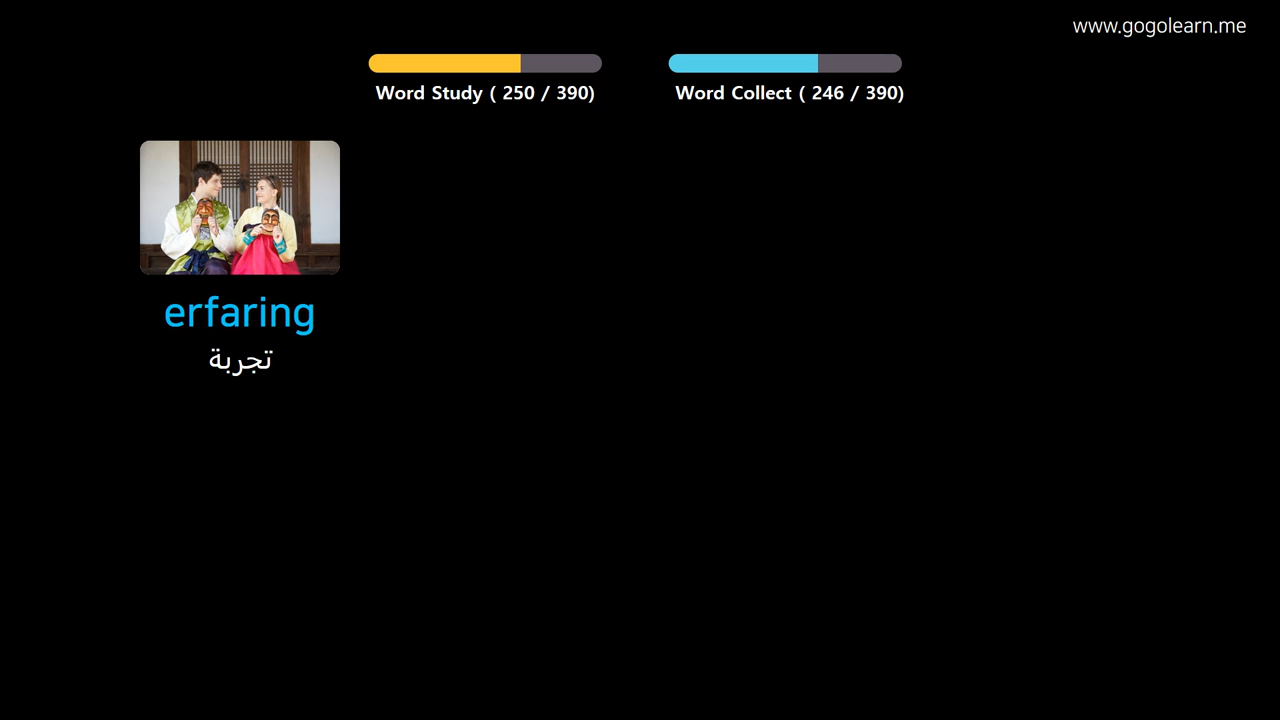 www.gogolearn.me
Word Study ( 250 / 390)
Word Collect ( 246 / 390)
erfaring
تجربة